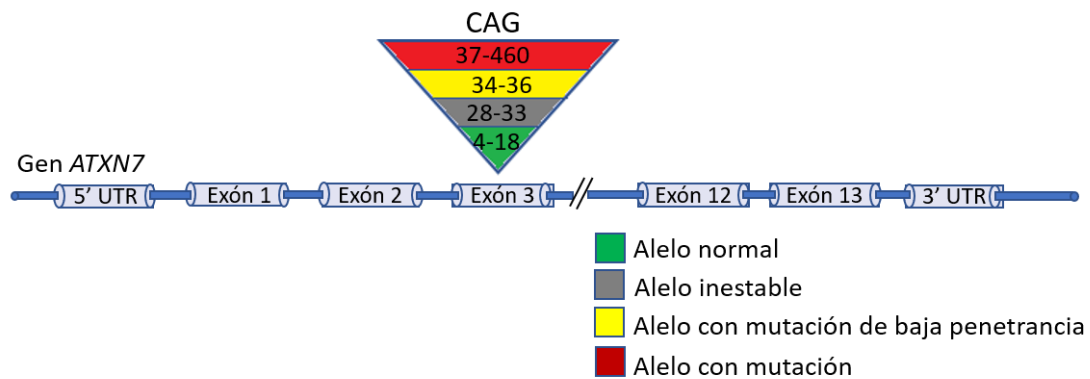 CAG
37-460
34-36
28-33
4-18
Gen ATXN7
5' UTR Exón 1 Exón 2 Exón 3 // Exón 12 Exón 13 3' UTR
Alelo normal
Alelo inestable
Alelo con mutación de baja penetrancia
Alelo con mutación